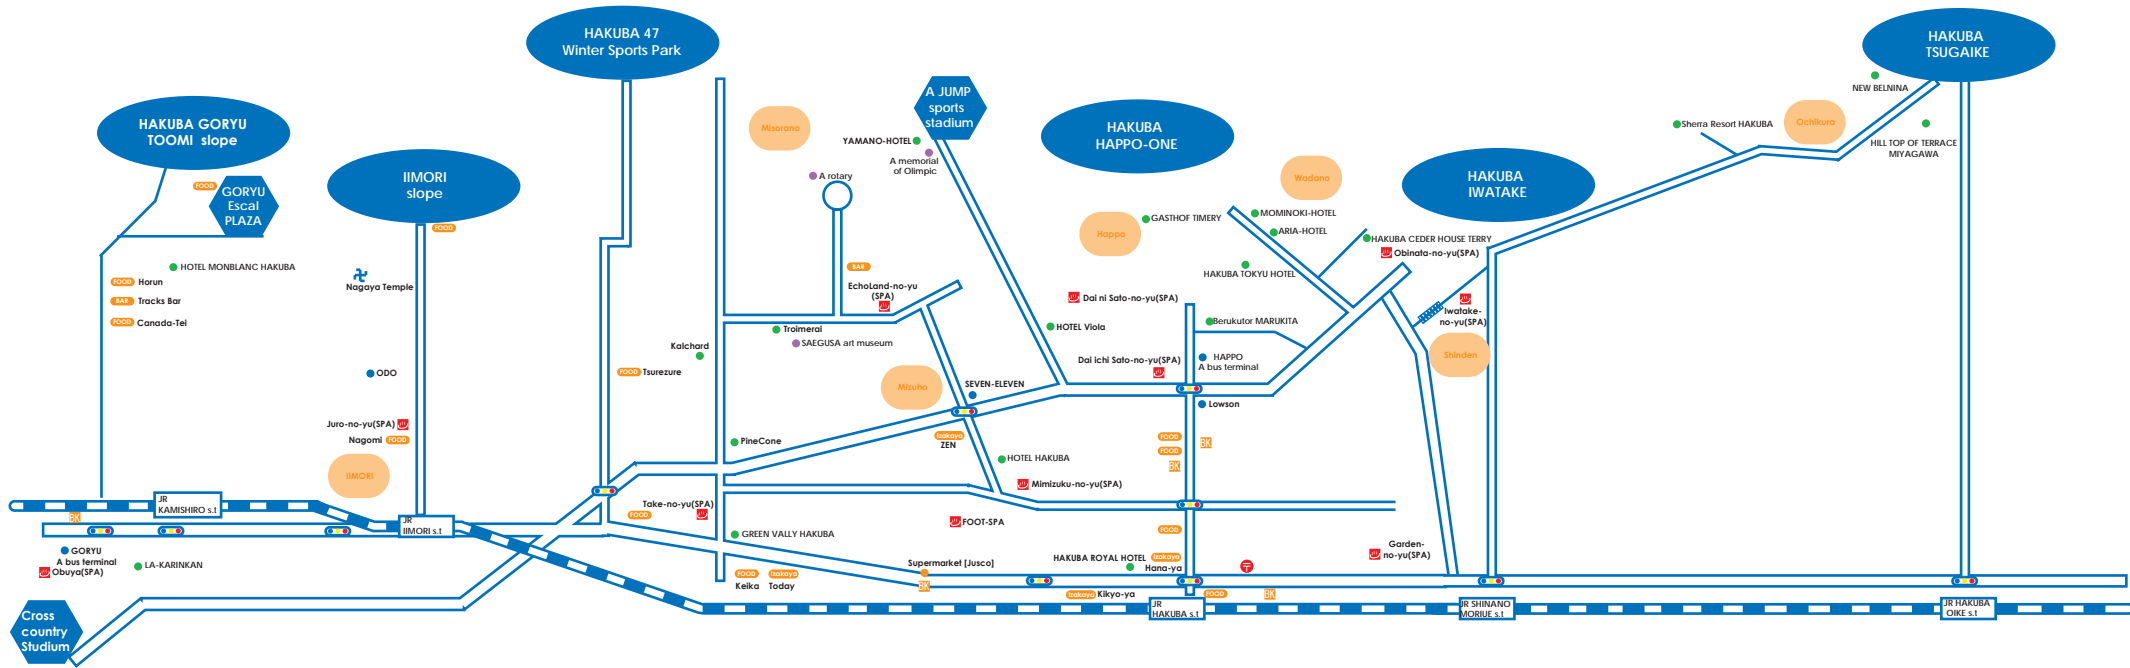 HAKUBA 47
Winter Sports Park
HAKUBA
TSUGAIKE
NEW BELNINA
A JUMP
sports
stadium
HAKUBA GORYU
TOOMI slope
Misorano
HAKUBA
HAPPO-ONE
Sherra Resort HAKUBA
Ochikura
HILL TOP OF TERRACE
MIYAGAWA
YAMANO-HOTEL
A memorial
of Olimpic
IIMORI
slope
A rotary
Wadano
HAKUBA
IWATAKE
FOOD
GORYU
Escal
PLAZA
FOOD
Happo
GASTHOF TIMERY
MOMINOKI-HOTEL
ARIA-HOTEL
HAKUBA CEDER HOUSE TERRY
Obinata-no-yu(SPA)
HOTEL MONBLANC HAKUBA
BAR
HAKUBA TOKYU HOTEL
FOOD Horun
BAR Tracks Bar
FOOD Canada-Tei
Nagaya Temple
EchoLand-no-yu
(SPA)
Dai ni Sato-no-yu(SPA)
Iwatake-
no-yu(SPA)
Troimerai
SAEGUSA art museum
HOTEL Viola
Berukutor MARUKITA
Kalchard
Shinden
Dai ichi Sato-no-yu(SPA)
HAPPO
A bus terminal
ODO
FOOD Tsurezure
Mizuho
SEVEN-ELEVEN
Lowson
Juro-no-yu(SPA)
Nagomi FOOD
PineCone
Izakaya
ZEN
FOOD
BK
FOOD
BK
IIMORI
HOTEL HAKUBA
Mimizuku-no-yu(SPA)
JR
KAMISHIRO s.t
BK
JR
IIMORI s.t
Take-no-yu(SPA)
FOOD
FOOT-SPA
FOOD
GREEN VALLY HAKUBA
GORYU
A bus terminal
Obuya(SPA)
LA-KARINKAN
Supermarket [Jusco]
BK
HAKUBA ROYAL HOTEL
Izakaya
Hana-ya
〒
Garden-
no-yu(SPA)
FOOD
Keika
Izakaya
Today
Izakaya Kikyo-ya
FOOD
BK
Cross
country
Studium
JR
HAKUBA s.t
JR SHINANO
MORIUE s.t
JR HAKUBA
OIKE s.t